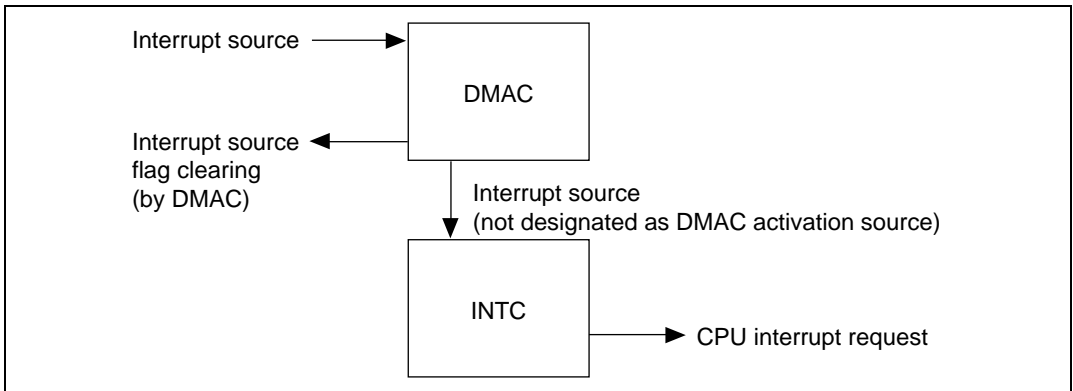 Interrupt source
DMAC
Interrupt source
flag clearing
(by DMAC)
Interrupt source
(not designated as DMAC activation source)
INTC
CPU interrupt request